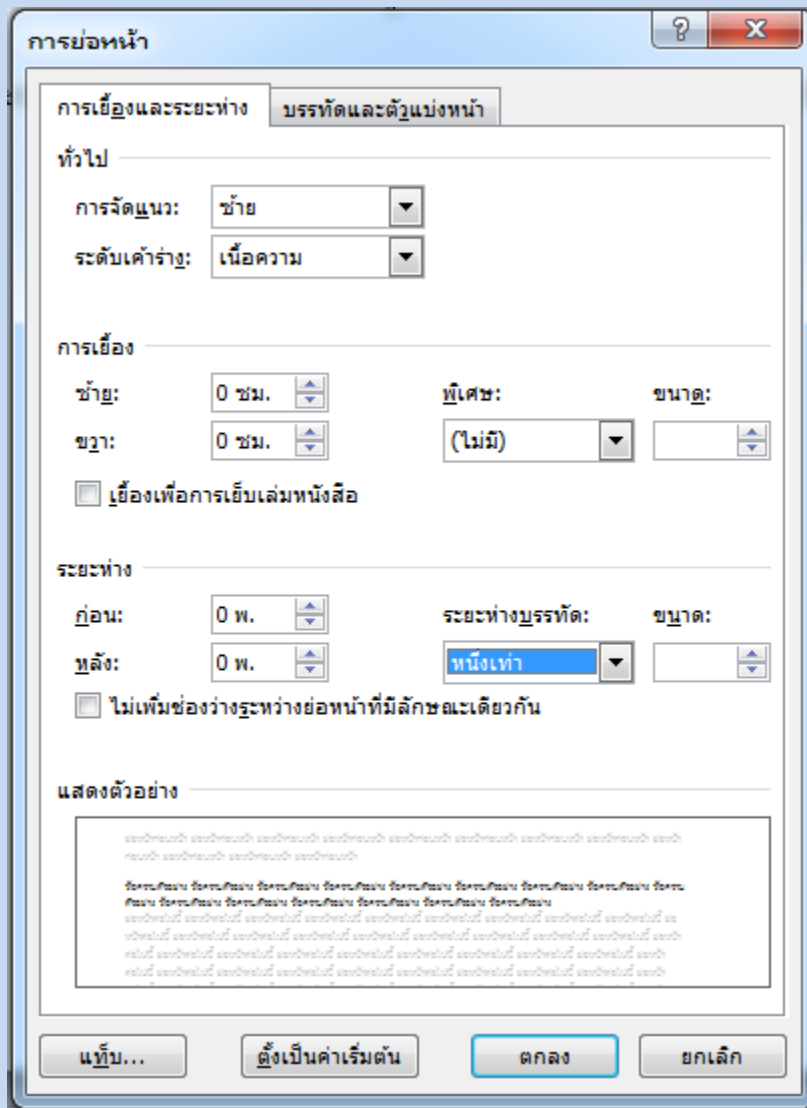 การย่อหน้า
การเยื้องและระยะห่าง บรรทัดและตัวแบ่งหน้า
ทั่วไป
การจัดแนว: ซ้าย
ระดับเค้าร่าง: เนื้อความ
การเยื้อง
ซ้าย: 0 ซม. พิเศษ: ขนาด:
ขวา: 0 ซม. (ไม่มี)
เยื้องเพื่อการเย็บเล่มหนังสือ
ระยะห่าง
ก่อน: 0 พ. ระยะห่างบรรทัด: ขนาด:
หลัง: 0 พ. หนึ่งเท่า
ไม่เพิ่มช่องว่างระหว่างย่อหน้าที่มีลักษณะเดียวกัน
แสดงตัวอย่าง
แท็บ... ตั้งเป็นค่าเริ่มต้น ตกลง ยกเลิก